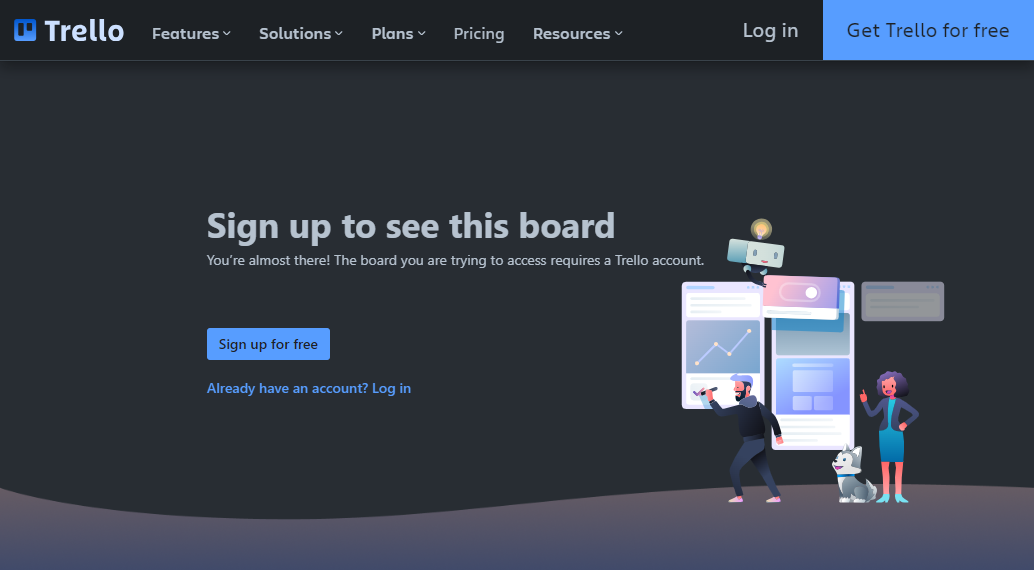 Trello Features Solutions Plans Pricing Resources Log in Get Trello for free
Sign up to see this board
You’re almost there! The board you are trying to access requires a Trello account.
Sign up for free
Already have an account? Log in